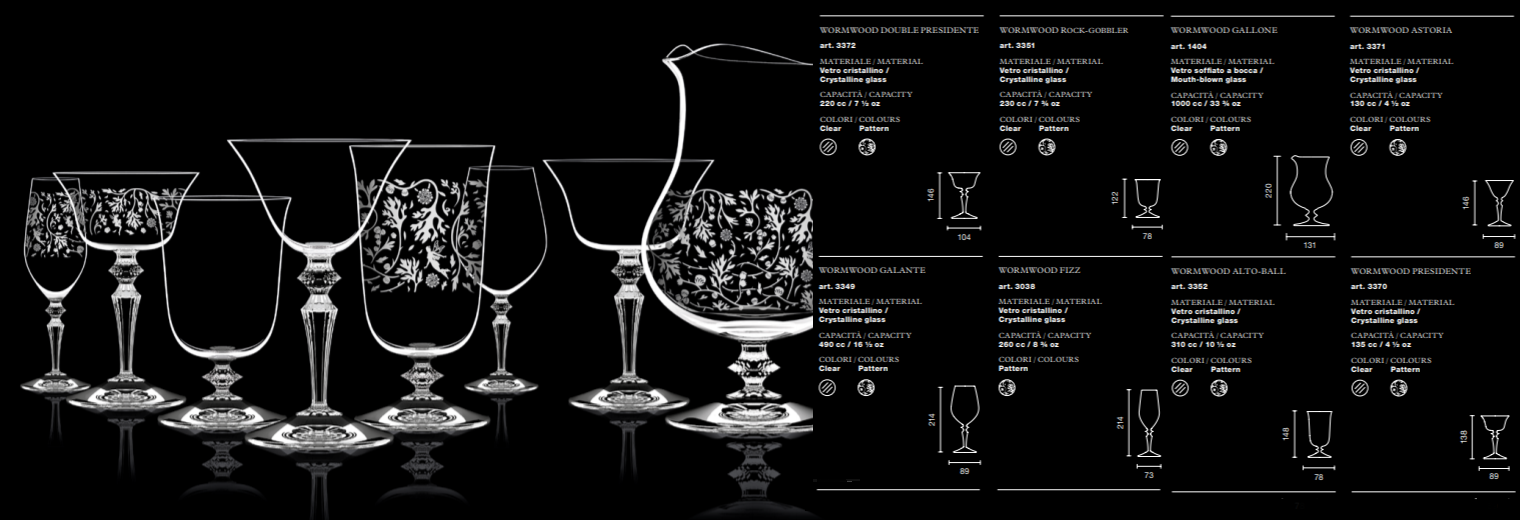 WORMWOOD DOUBLE PRESIDENTE
art. 3372
MATERIALE / MATERIAL
Vetro cristallino /
Crystalline glass
CAPACITÀ / CAPACITY
220 cc / 7 ½ oz
COLORI / COLOURS
Clear Pattern
146
104
WORMWOOD ROCK-GOBBLER
art. 3351
MATERIALE / MATERIAL
Vetro cristallino /
Crystalline glass
CAPACITÀ / CAPACITY
230 cc / 7 ¾ oz
COLORI / COLOURS
Clear Pattern
122
78
WORMWOOD GALLONE
art. 1404
MATERIALE / MATERIAL
Vetro soffiato a bocca /
Mouth-blown glass
CAPACITÀ / CAPACITY
1000 cc / 33 ¾ oz
COLORI / COLOURS
Clear Pattern
220
131
WORMWOOD ASTORIA
art. 3371
MATERIALE / MATERIAL
Vetro cristallino /
Crystalline glass
CAPACITÀ / CAPACITY
130 cc / 4 ½ oz
COLORI / COLOURS
Clear Pattern
146
89
WORMWOOD GALANTE
art. 3349
MATERIALE / MATERIAL
Vetro cristallino /
Crystalline glass
CAPACITÀ / CAPACITY
490 cc / 16 ½ oz
COLORI / COLOURS
Clear Pattern
214
89
WORMWOOD FIZZ
art. 3038
MATERIALE / MATERIAL
Vetro cristallino /
Crystalline glass
CAPACITÀ / CAPACITY
260 cc / 8 ¾ oz
COLORI / COLOURS
Pattern
214
73
WORMWOOD ALTO-BALL
art. 3352
MATERIALE / MATERIAL
Vetro cristallino /
Crystalline glass
CAPACITÀ / CAPACITY
310 cc / 10 ½ oz
COLORI / COLOURS
Clear Pattern
148
78
WORMWOOD PRESIDENTE
art. 3370
MATERIALE / MATERIAL
Vetro cristallino /
Crystalline glass
CAPACITÀ / CAPACITY
135 cc / 4 ½ oz
COLORI / COLOURS
Clear Pattern
138
89